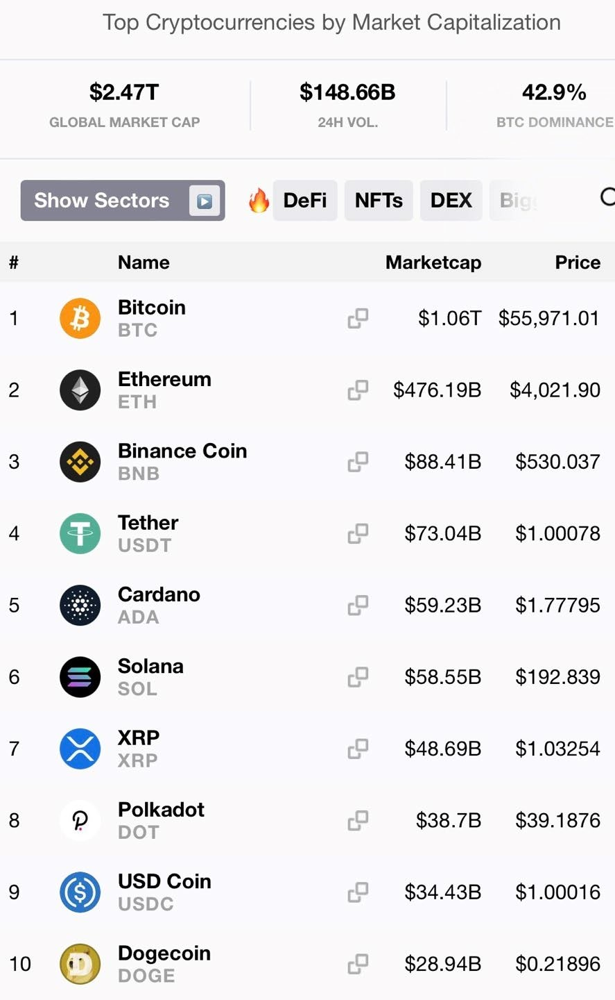 Top Cryptocurrencies by Market Capitalization
$2.47T $148.66B 42.9%
GLOBAL MARKET CAP 24H VOL. BTC DOMINANCE
Show Sectors DeFi NFTs DEX
# Name Marketcap Price
1 Bitcoin $1.06T $55,971.01
BTC
2 Ethereum $476.19B $4,021.90
ETH
3 Binance Coin $88.41B $530.037
BNB
4 Tether $73.04B $1.00078
USDT
5 Cardano $59.23B $1.77795
ADA
6 Solana $58.55B $192.839
SOL
7 XRP $48.69B $1.03254
XRP
8 Polkadot $38.7B $39.1876
DOT
9 USD Coin $34.43B $1.00016
USDC
10 Dogecoin $28.94B $0.21896
DOGE